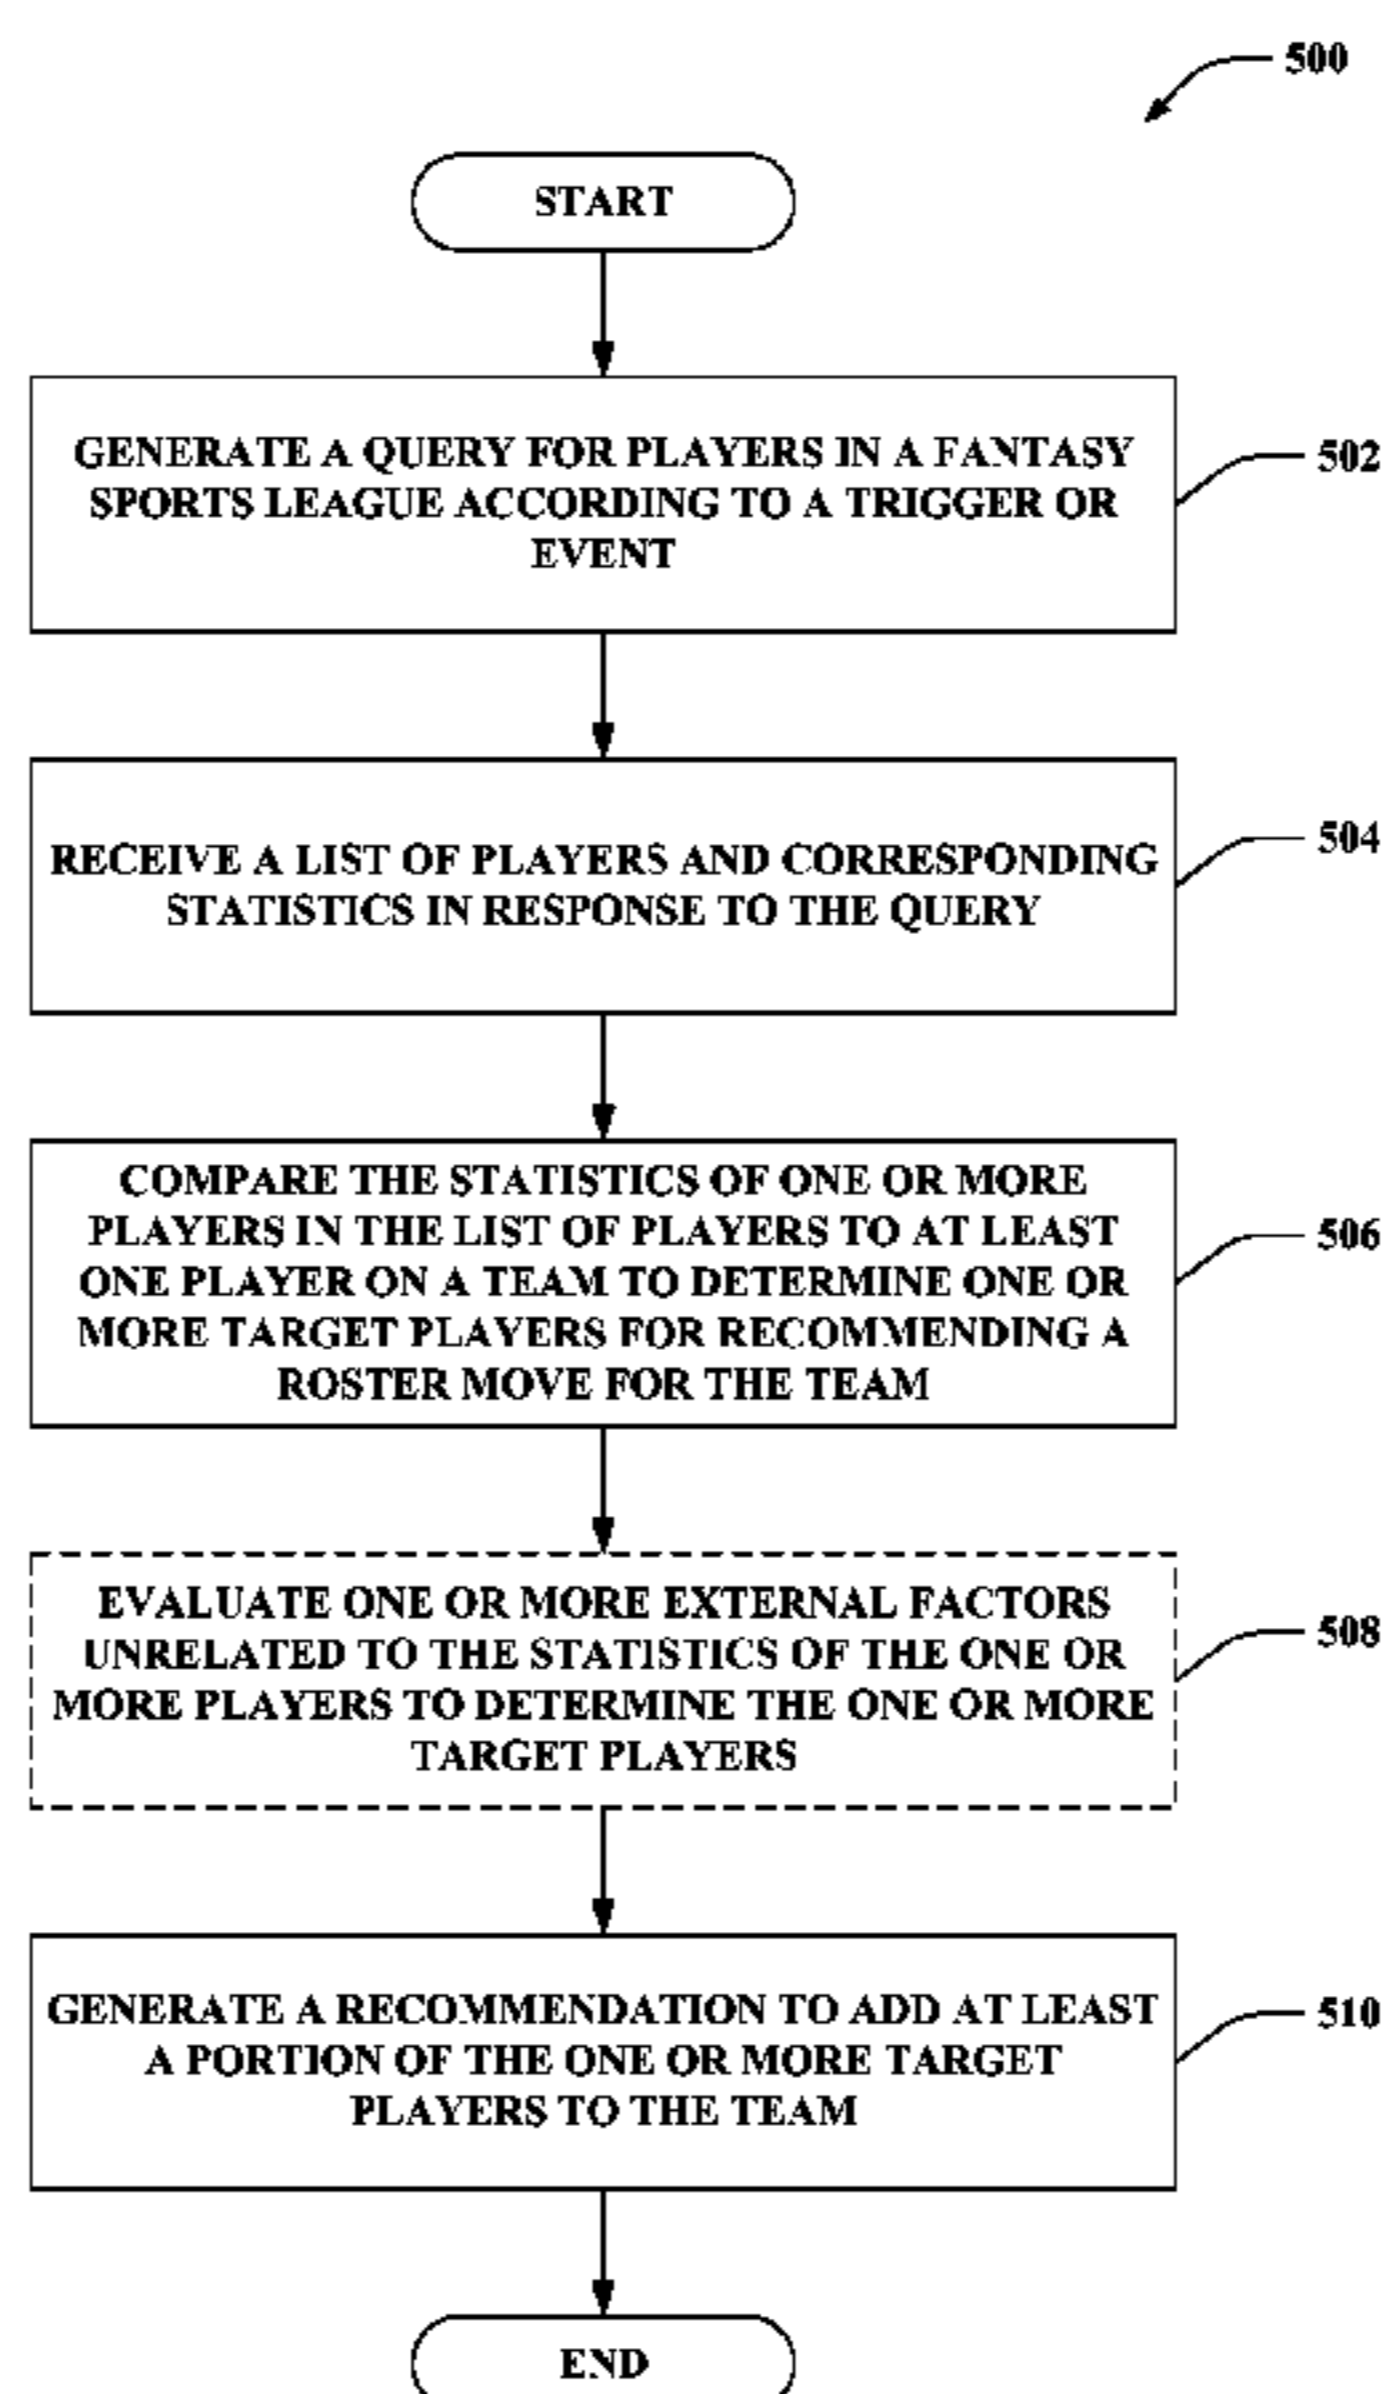 500
START
GENERATE A QUERY FOR PLAYERS IN A FANTASY
SPORTS LEAGUE ACCORDING TO A TRIGGER OR
EVENT
502
RECEIVE A LIST OF PLAYERS AND CORRESPONDING
STATISTICS IN RESPONSE TO THE QUERY
504
COMPARE THE STATISTICS OF ONE OR MORE
PLAYERS IN THE LIST OF PLAYERS TO AT LEAST
ONE PLAYER ON A TEAM TO DETERMINE ONE OR
MORE TARGET PLAYERS FOR RECOMMENDING A
ROSTER MOVE FOR THE TEAM
506
EVALUATE ONE OR MORE EXTERNAL FACTORS
UNRELATED TO THE STATISTICS OF THE ONE OR
MORE PLAYERS TO DETERMINE THE ONE OR MORE
TARGET PLAYERS
508
GENERATE A RECOMMENDATION TO ADD AT LEAST
A PORTION OF THE ONE OR MORE TARGET
PLAYERS TO THE TEAM
510
END